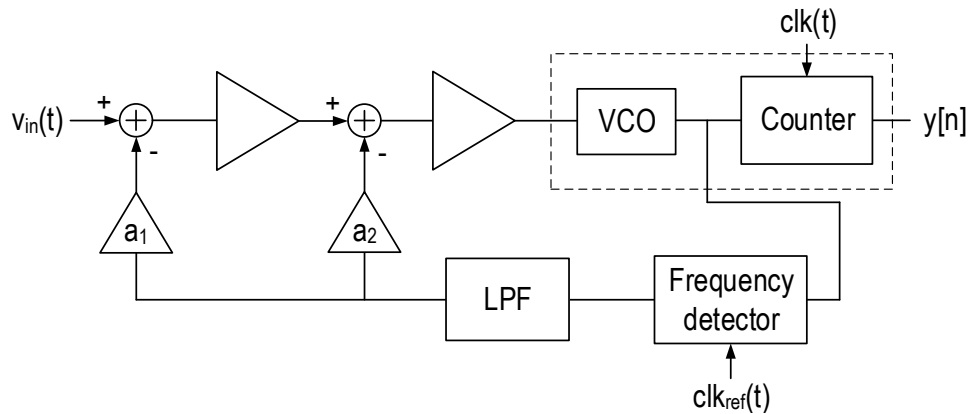 clk(t)
+
+
v_in(t)
VCO
Counter
y[n]
-
-
a_1
a_2
LPF
Frequency
detector
clk_ref(t)